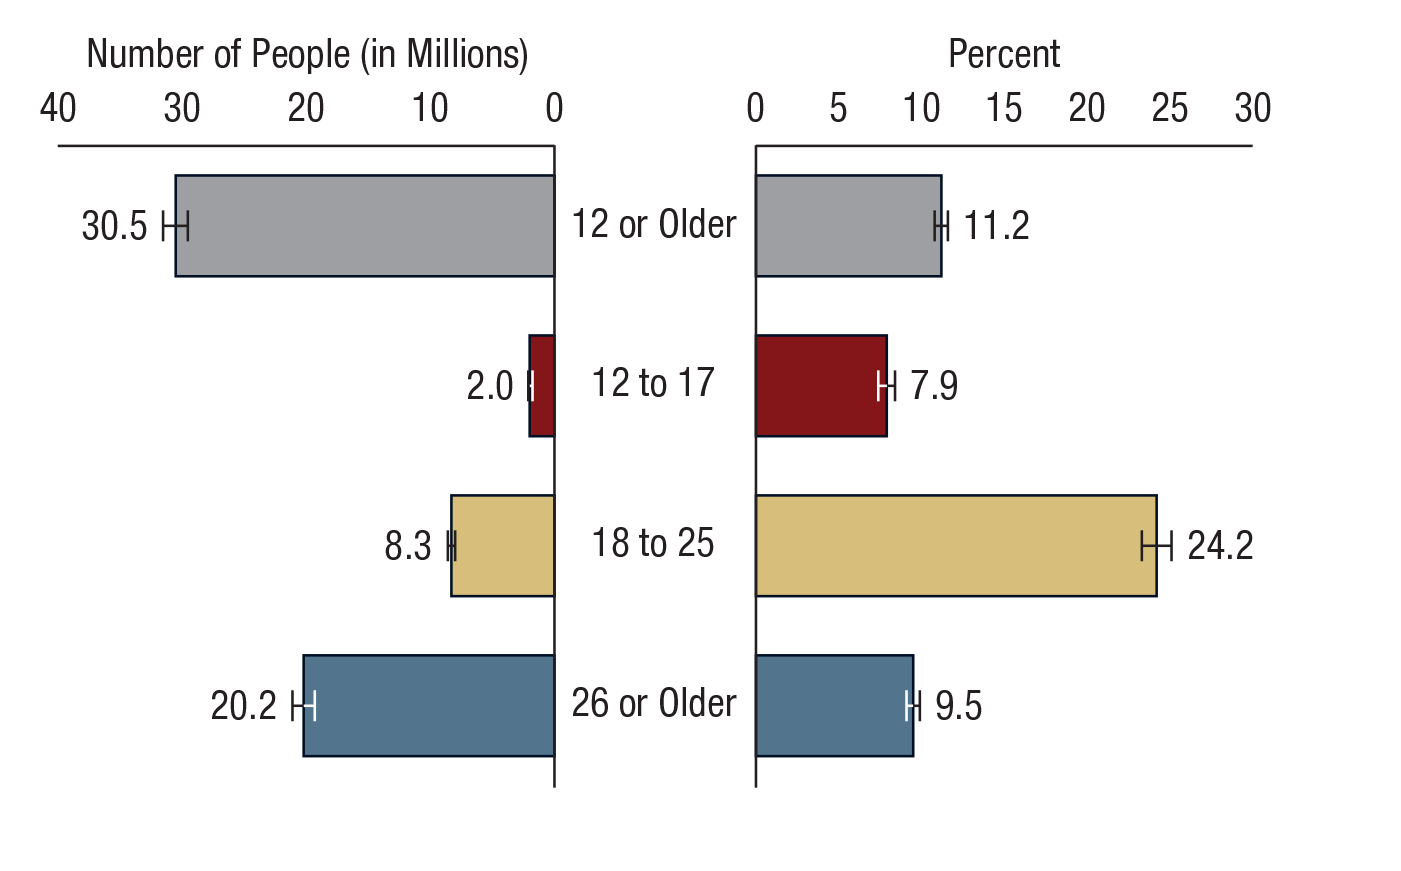 Number of People (in Millions) Percent
40 30 20 10 0 0 5 10 15 20 25 30
30.5 12 or Older 11.2
2.0 12 to 17 7.9
8.3 18 to 25 24.2
20.2 26 or Older 9.5